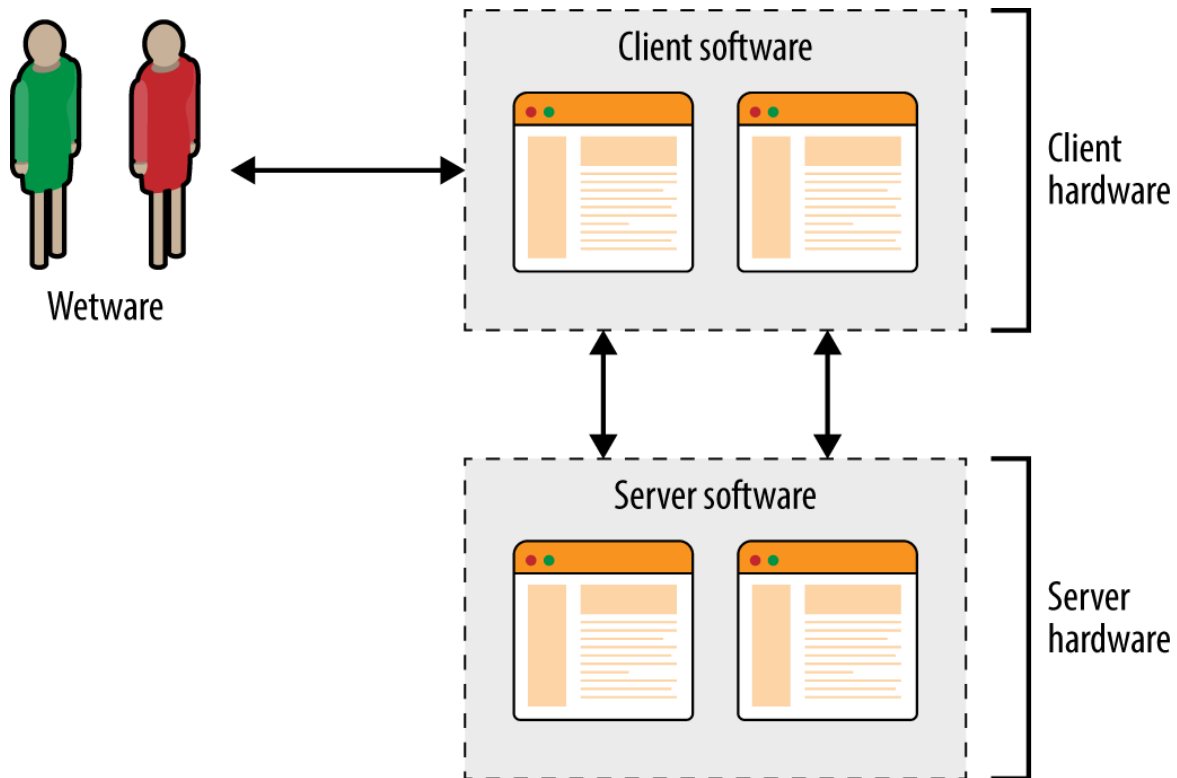 Client software
Client
hardware
Wetware
Server software
Server
hardware